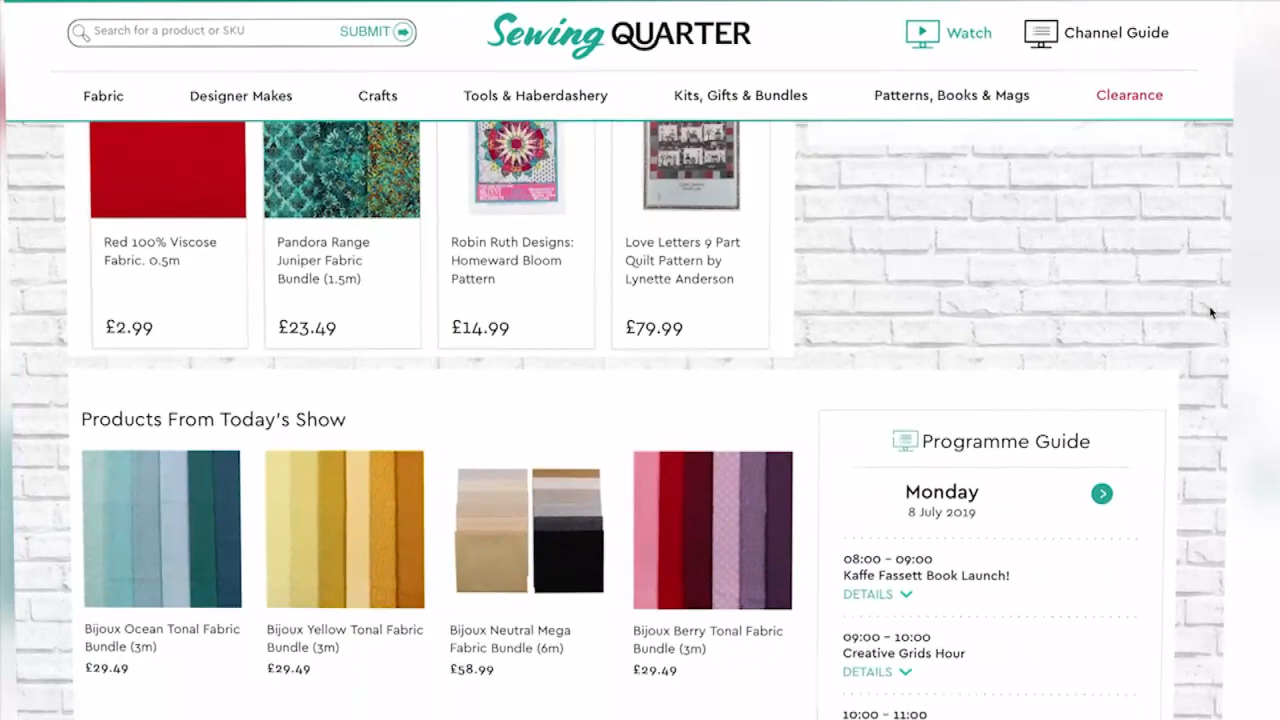 Search for a product or SKU
SUBMIT
Sewing QUARTER
Watch
Channel Guide
Fabric
Designer Makes
Crafts
Tools & Haberdashery
Kits, Gifts & Bundles
Patterns, Books & Mags
Clearance
Red 100% Viscose
Fabric. 0.5m
£2.99
Pandora Range
Juniper Fabric
Bundle (1.5m)
£23.49
Robin Ruth Designs:
Homeward Bloom
Pattern
£14.99
Love Letters 9 Part
Quilt Pattern by
Lynette Anderson
£79.99
Products From Today's Show
Bijoux Ocean Tonal Fabric
Bundle (3m)
£29.49
Bijoux Yellow Tonal Fabric
Bundle (3m)
£29.49
Bijoux Neutral Mega
Fabric Bundle (6m)
£58.99
Bijoux Berry Tonal Fabric
Bundle (3m)
£29.49
Programme Guide
Monday
8 July 2019
08:00 - 09:00
Kaffe Fassett Book Launch!
DETAILS
09:00 - 10:00
Creative Grids Hour
DETAILS
10:00 - 11:00